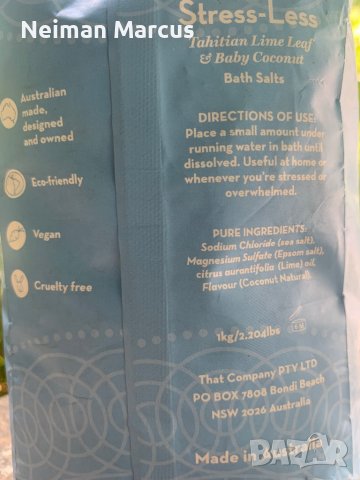 Neiman Marcus
Stress-Less
Tahitian Lime Leaf
& Baby Coconut
Bath Salts
Australian
made,
designed
and owned
Eco-friendly
Vegan
Cruelty free
DIRECTIONS OF USE:
Place a small amount under
running water in bath until
dissolved. Useful at home or
whenever you're stressed or
overwhelmed.
PURE INGREDIENTS:
Sodium Chloride (sea salt),
Magnesium Sulfate (Epsom salt),
citrus aurantifolia (Lime) oil,
Flavour (Coconut Natural).
1kg/2.204lbs
That Company PTY LTD
PO BOX 7808 Bondi Beach
NSW 2026 Australia
Made in Australia
BAZAR